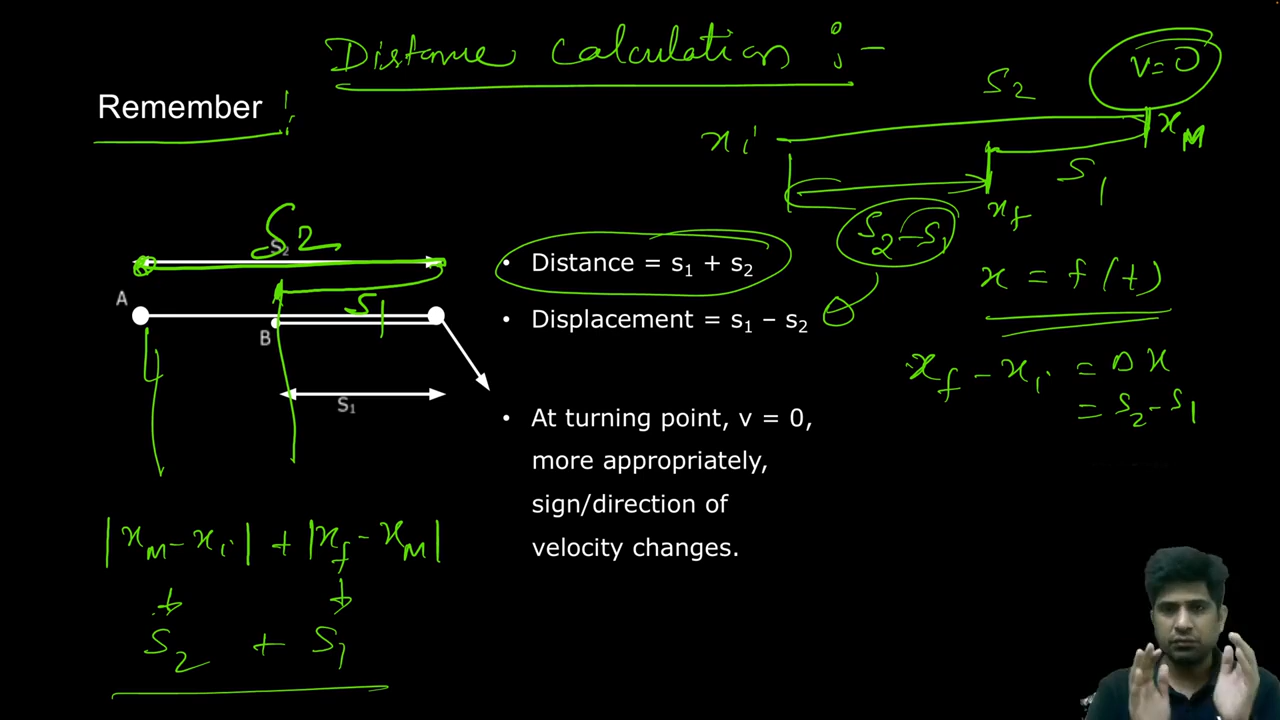 Distance Calculation :-
Remember !
v=0
S2
xi
xM
S1
xf
S2-S1
S2
S2
A
S1
B
S1
• Distance = s1 + s2
• Displacement = s1 – s2
• At turning point, v = 0,
more appropriately,
sign/direction of
velocity changes.
x = f(t)
xf - xi = Δx
= S2-S1
|xM-xi| + |xf-xM|
S2 + S1